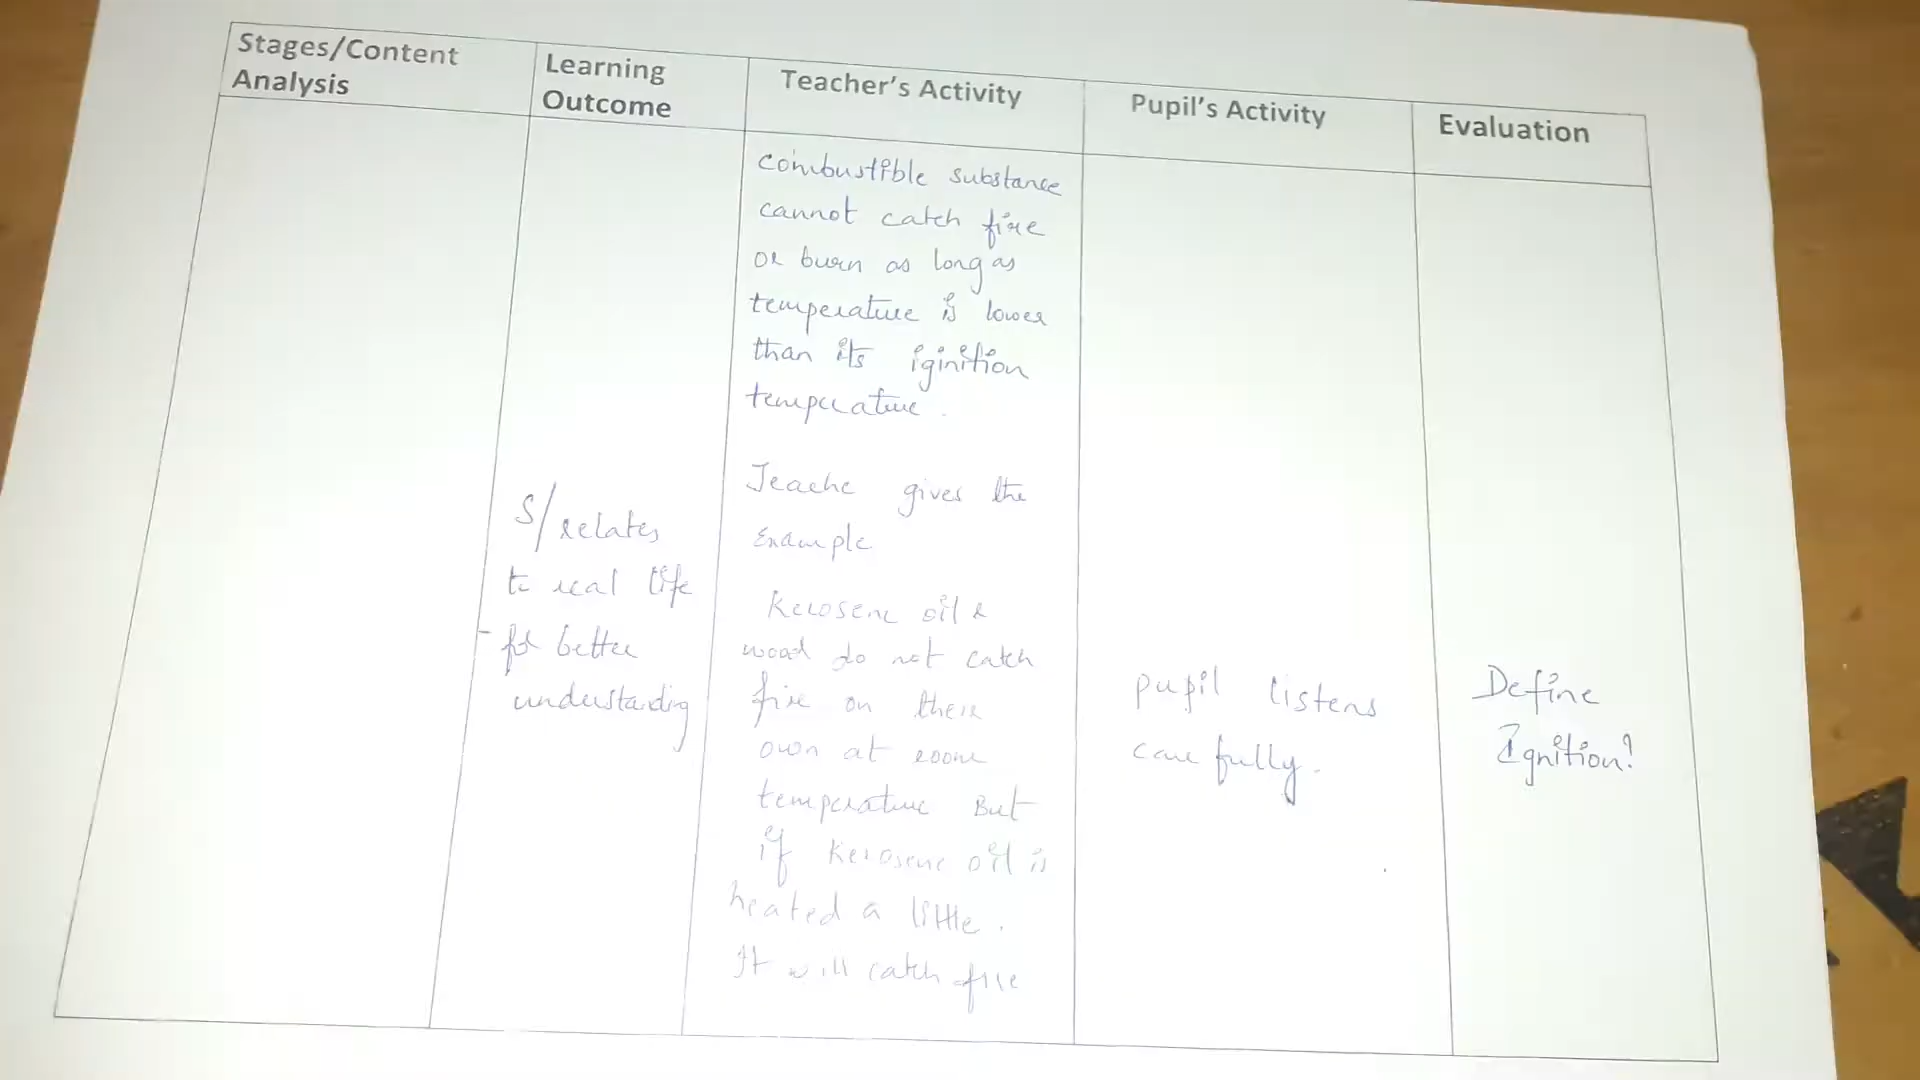 Stages/Content
Analysis
Learning
Outcome
Teacher's Activity
Pupil's Activity
Evaluation
S/relates
to real life
- for better
understanding
combustible substance
cannot catch fire
or burn as long as
temperature is lower
than its iginition
temperature.
Teache gives the
Example
Kerosene oil &
wood do not catch
fire on there
own at room
temperature But
if Kerosene oil is
heated a little.
It will catch fire
pupil listens
carefully.
Define
Ignition?